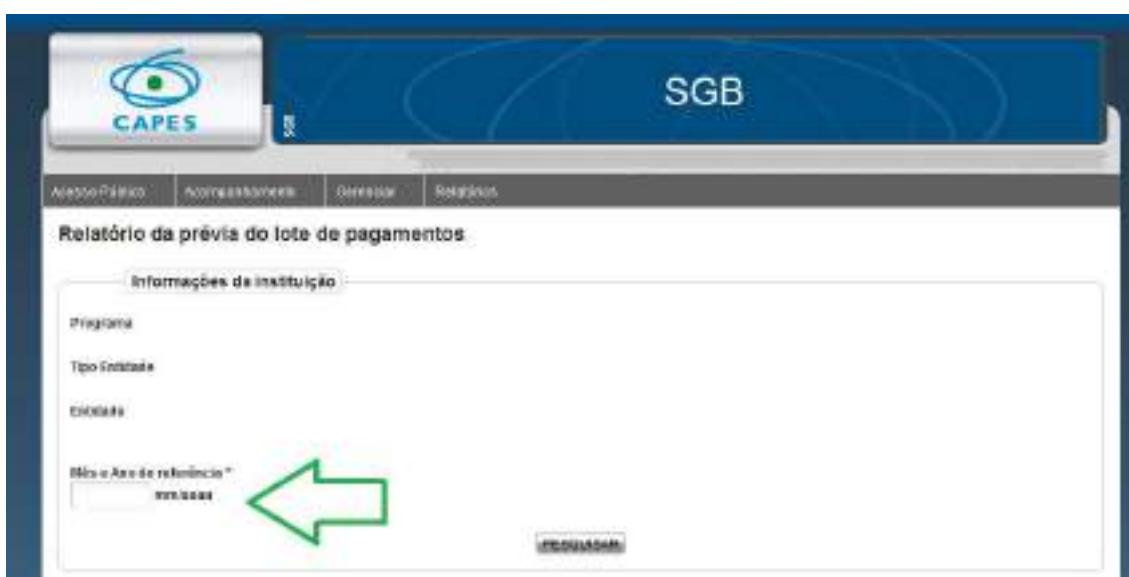 CAPES
SGB
SGB
Acesso Público Acompanhamento Gerenciar Relatórios
Relatório da prévia do lote de pagamentos
Informações da instituição
Programa
Tipo Entidade
Entidade
Mês e Ano de referência *
mm/aaaa
PESQUISAR